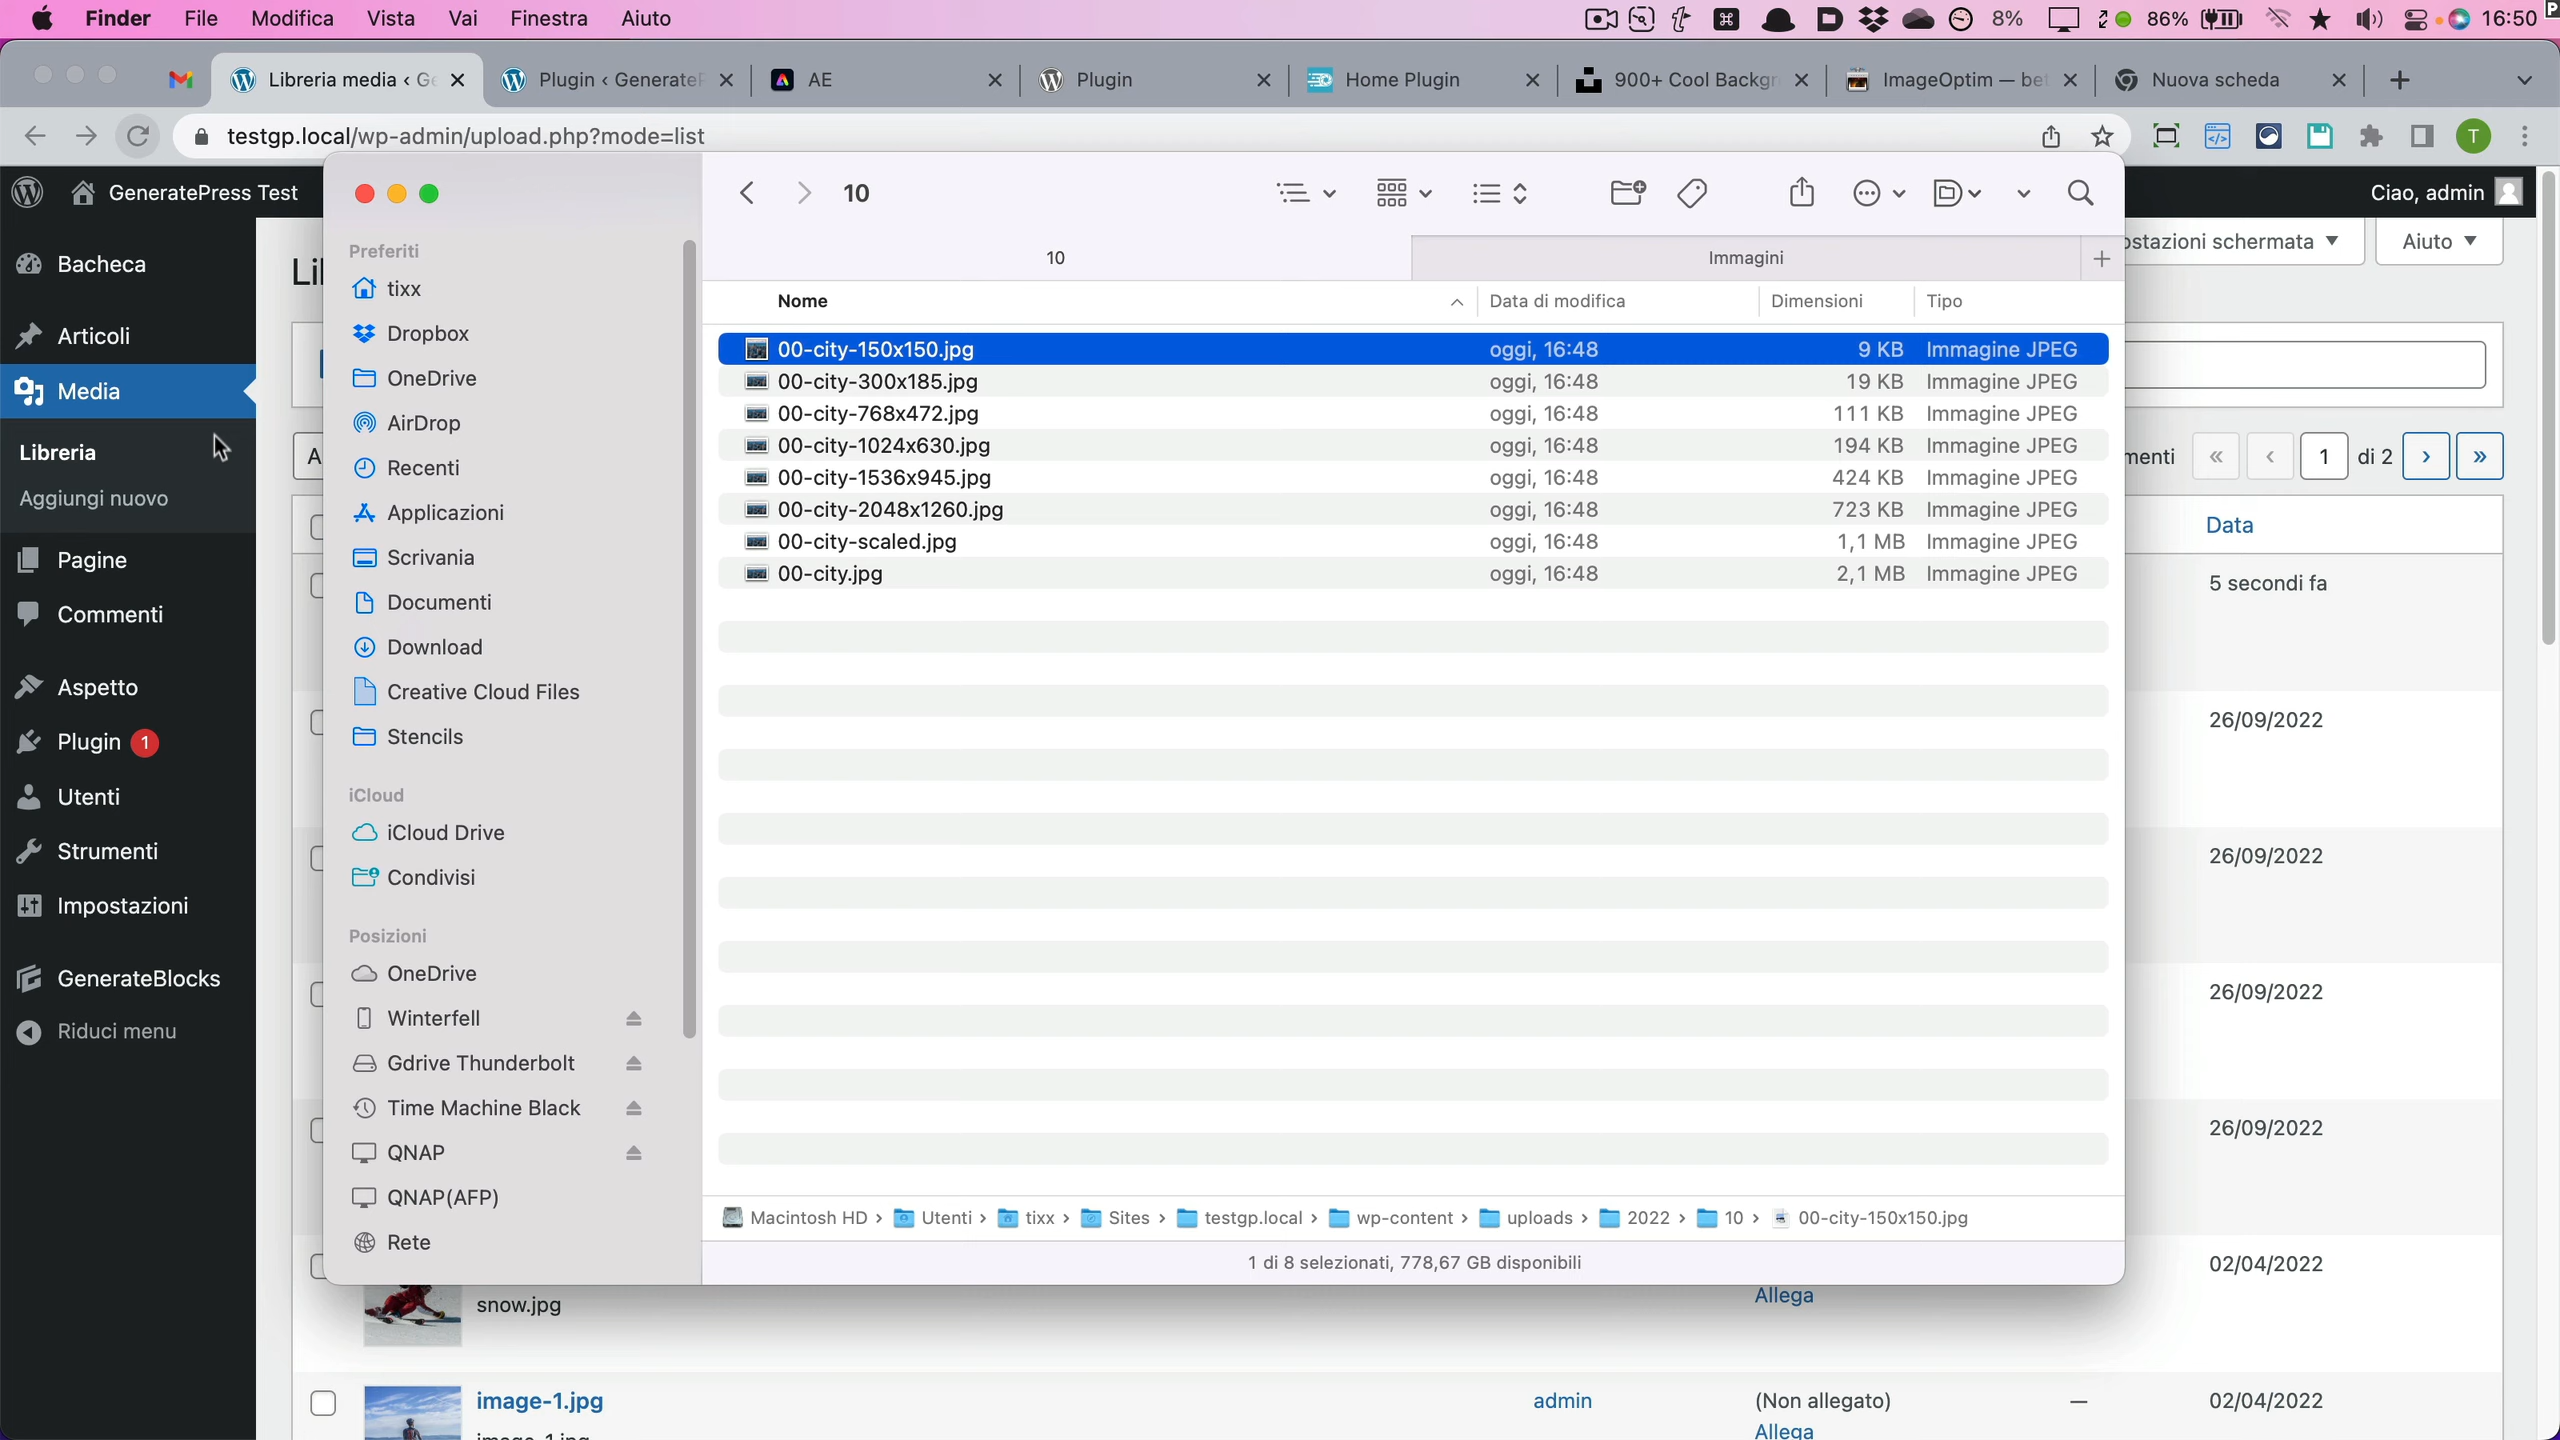 Finder File Modifica Vista Vai Finestra Aiuto 8% 86% 16:50
Libreria media ‹ Ge Plugin ‹ GenerateP AE Plugin Home Plugin 900+ Cool Backgr ImageOptim — bet Nuova scheda
testgp.local/wp-admin/upload.php?mode=list T
GeneratePress Test Ciao, admin
Bacheca
Articoli
Media
Libreria
Aggiungi nuovo
Pagine
Commenti
Aspetto
Plugin 1
Utenti
Strumenti
Impostazioni
GenerateBlocks
Riduci menu
Preferiti
tixx
Dropbox
OneDrive
AirDrop
Recenti
Applicazioni
Scrivania
Documenti
Download
Creative Cloud Files
Stencils
iCloud
iCloud Drive
Condivisi
Posizioni
OneDrive
Winterfell
Gdrive Thunderbolt
Time Machine Black
QNAP
QNAP(AFP)
Rete
10
10 Immagini
Nome Data di modifica Dimensioni Tipo
00-city-150x150.jpg oggi, 16:48 9 KB Immagine JPEG
00-city-300x185.jpg oggi, 16:48 19 KB Immagine JPEG
00-city-768x472.jpg oggi, 16:48 111 KB Immagine JPEG
00-city-1024x630.jpg oggi, 16:48 194 KB Immagine JPEG
00-city-1536x945.jpg oggi, 16:48 424 KB Immagine JPEG
00-city-2048x1260.jpg oggi, 16:48 723 KB Immagine JPEG
00-city-scaled.jpg oggi, 16:48 1,1 MB Immagine JPEG
00-city.jpg oggi, 16:48 2,1 MB Immagine JPEG
Macintosh HD › Utenti › tixx › Sites › testgp.local › wp-content › uploads › 2022 › 10 › 00-city-150x150.jpg
1 di 8 selezionati, 778,67 GB disponibili
ostazioni schermata Aiuto
menti « ‹ 1 di 2 › »
Data
5 secondi fa
26/09/2022
26/09/2022
26/09/2022
26/09/2022
02/04/2022
snow.jpg Allega
image-1.jpg admin (Non allegato) — 02/04/2022
Allega